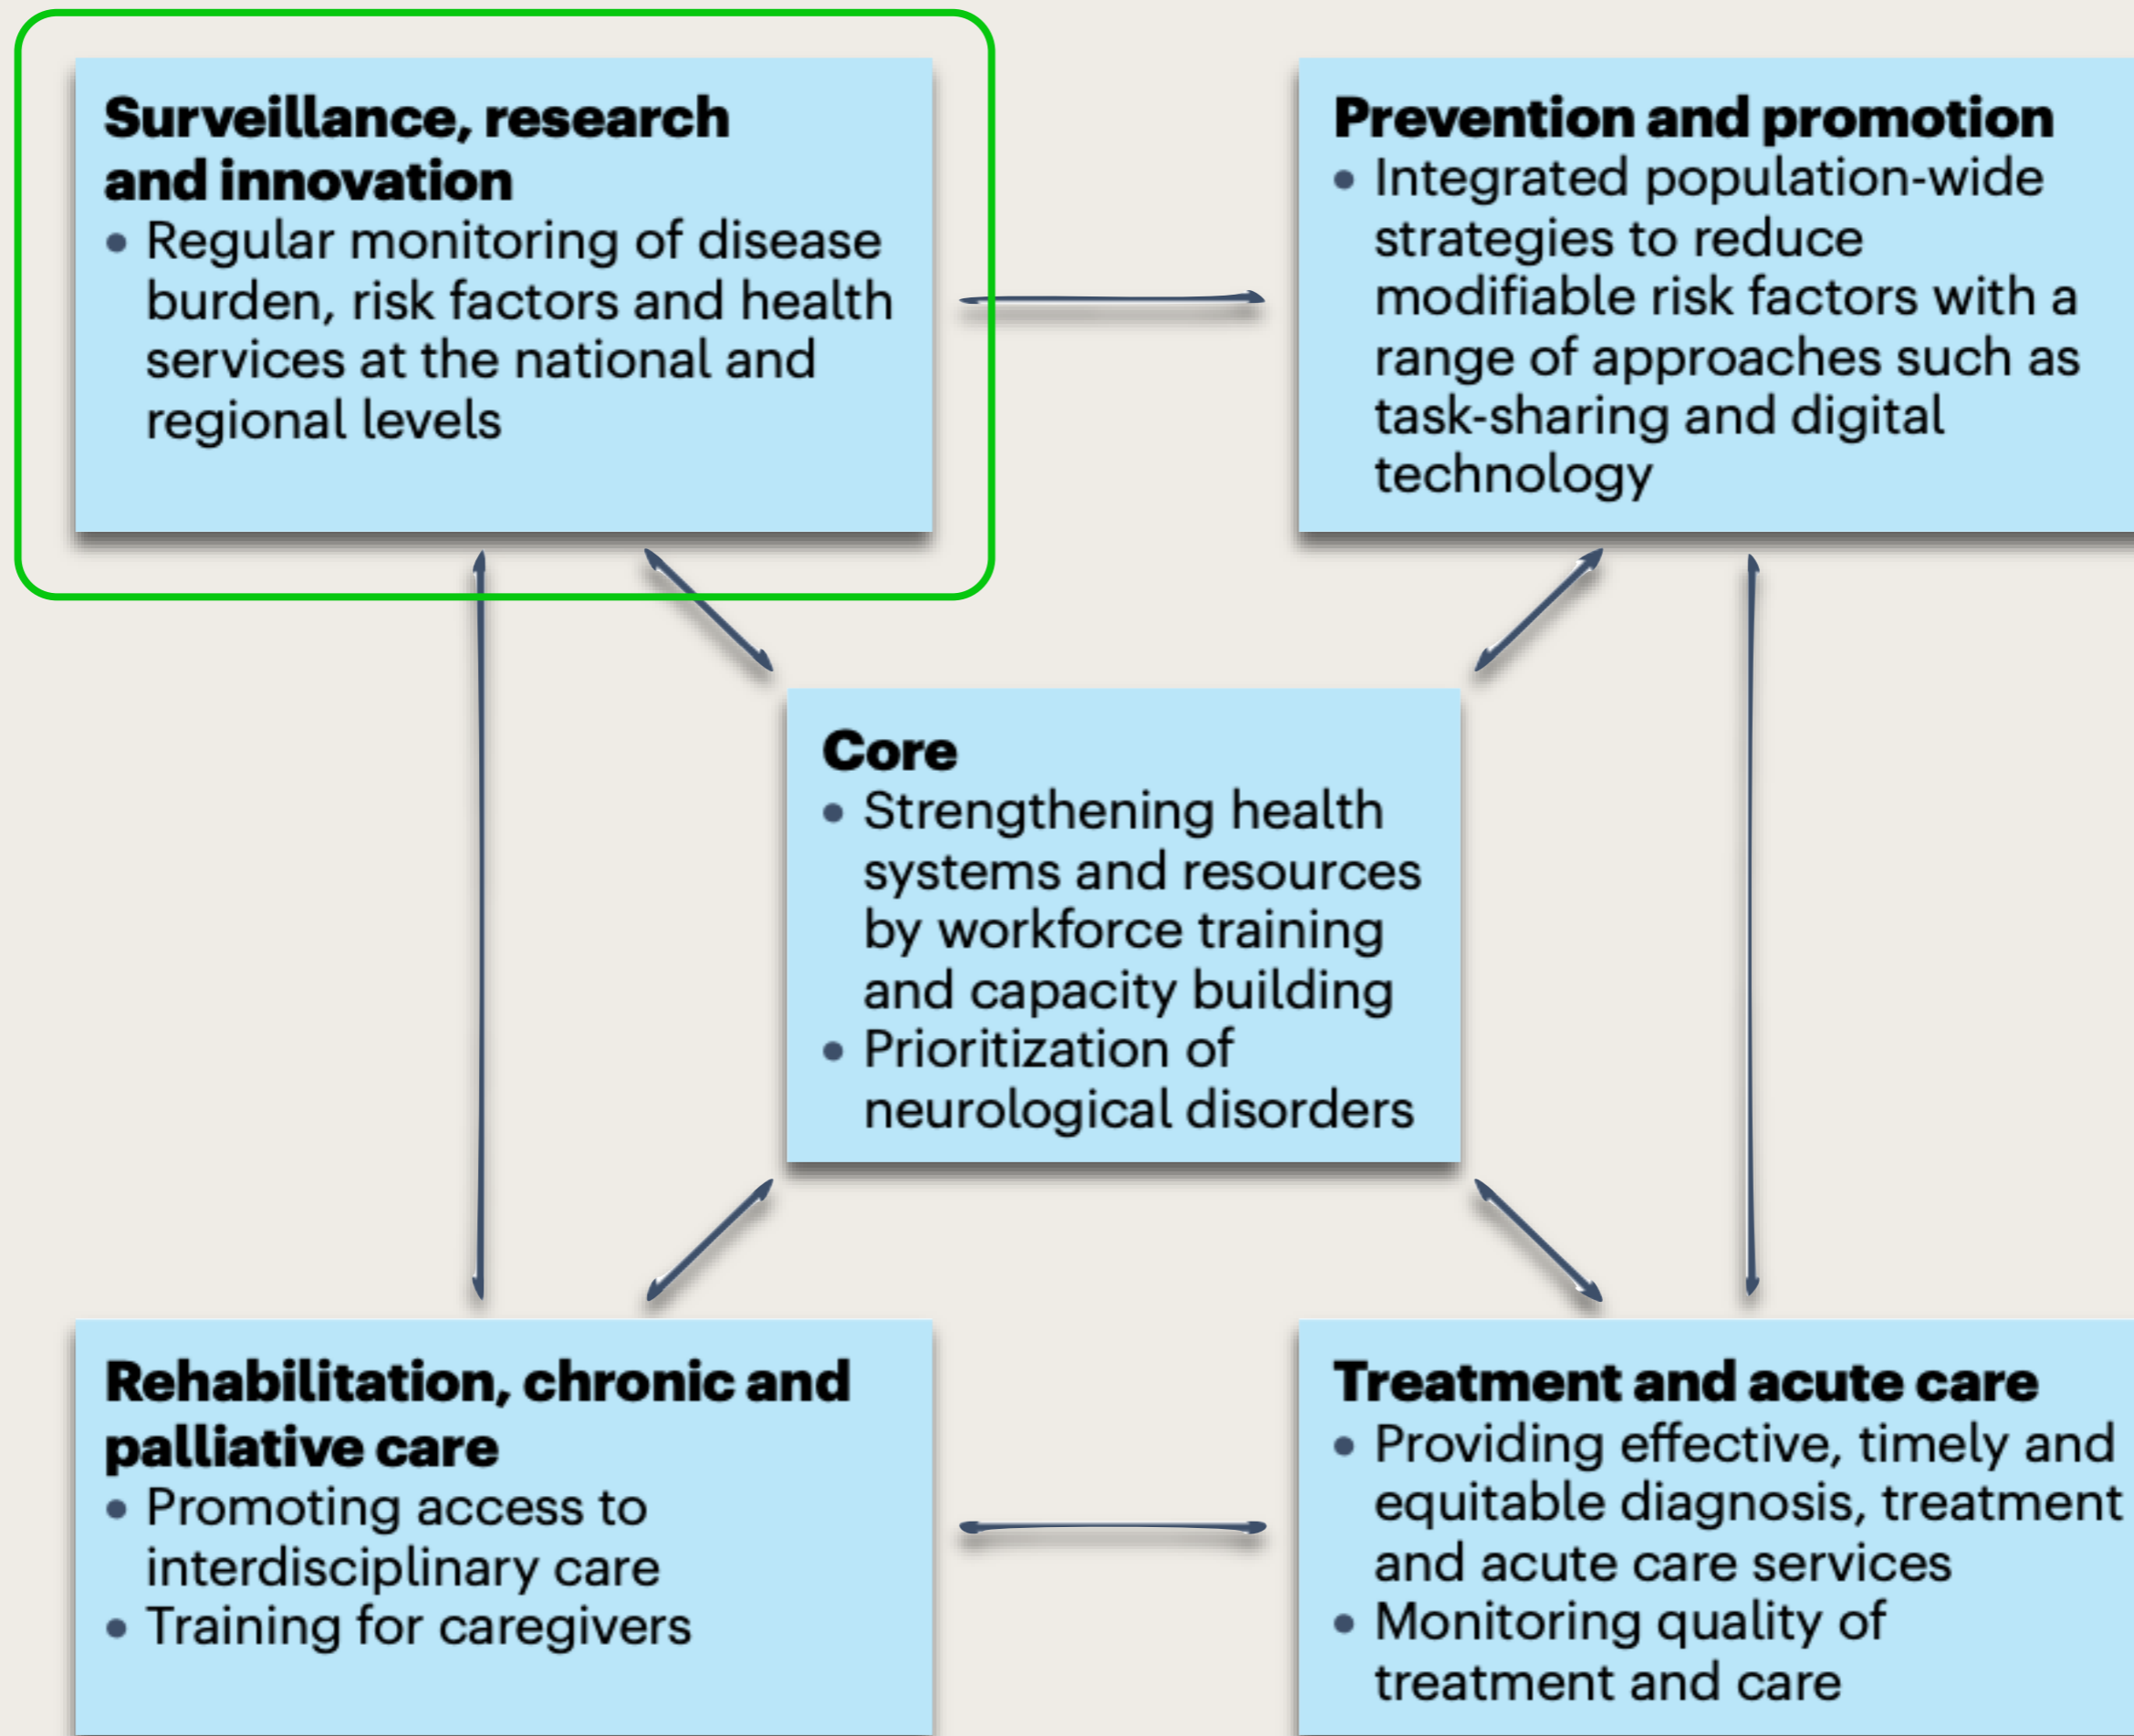 Surveillance, research
and innovation
• Regular monitoring of disease
burden, risk factors and health
services at the national and
regional levels
Prevention and promotion
• Integrated population-wide
strategies to reduce
modifiable risk factors with a
range of approaches such as
task-sharing and digital
technology
Core
• Strengthening health
systems and resources
by workforce training
and capacity building
• Prioritization of
neurological disorders
Rehabilitation, chronic and
palliative care
• Promoting access to
interdisciplinary care
• Training for caregivers
Treatment and acute care
• Providing effective, timely and
equitable diagnosis, treatment
and acute care services
• Monitoring quality of
treatment and care